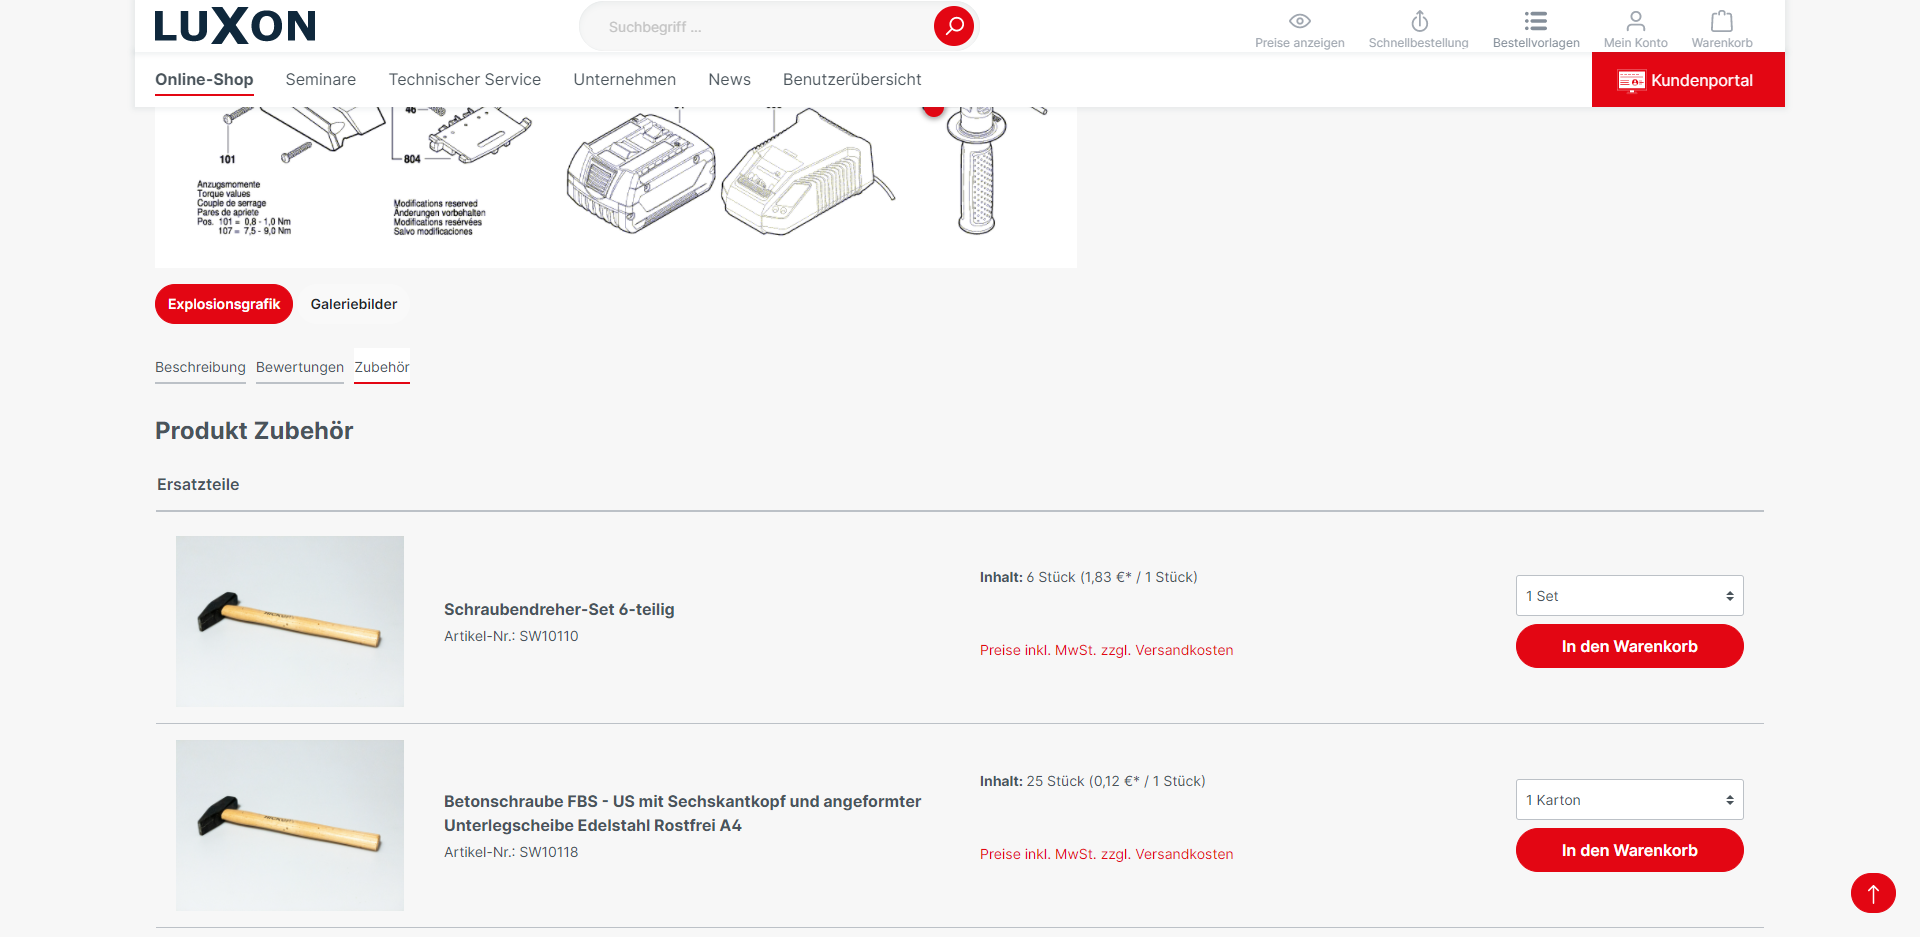 LUXON
Suchbegriff ...
Preise anzeigen
Schnellbestellung
Bestellvorlagen
Mein Konto
Warenkorb
Online-Shop
Seminare
Technischer Service
Unternehmen
News
Benutzerübersicht
Kundenportal
46
101
804
Anzugsmomente
Torque values
Couple de serrage
Pares de apriete
Pos. 101 = 0,8 - 1,0 Nm
107 = 7,5 - 9,0 Nm
Modifications reserved
Änderungen vorbehalten
Modifications resérvées
Salvo modificaciones
Explosionsgrafik
Galeriebilder
Beschreibung
Bewertungen
Zubehör
Produkt Zubehör
Ersatzteile
Schraubendreher-Set 6-teilig
Artikel-Nr.: SW10110
Inhalt: 6 Stück (1,83 €* / 1 Stück)
Preise inkl. MwSt. zzgl. Versandkosten
1 Set
In den Warenkorb
Betonschraube FBS - US mit Sechskantkopf und angeformter
Unterlegscheibe Edelstahl Rostfrei A4
Artikel-Nr.: SW10118
Inhalt: 25 Stück (0,12 €* / 1 Stück)
Preise inkl. MwSt. zzgl. Versandkosten
1 Karton
In den Warenkorb